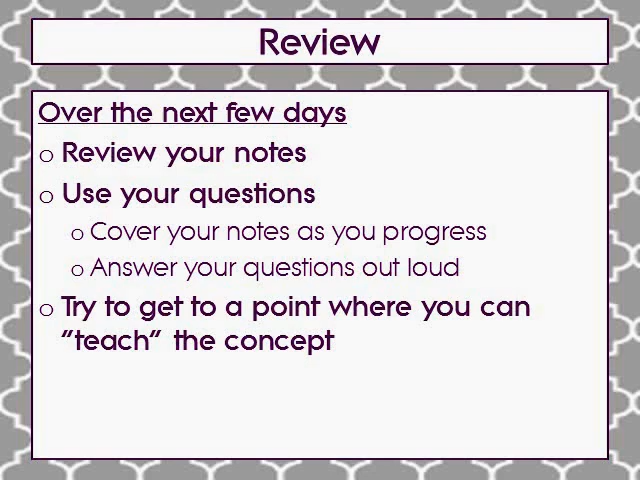 Review
Over the next few days
o Review your notes
o Use your questions
o Cover your notes as you progress
o Answer your questions out loud
o Try to get to a point where you can
“teach” the concept